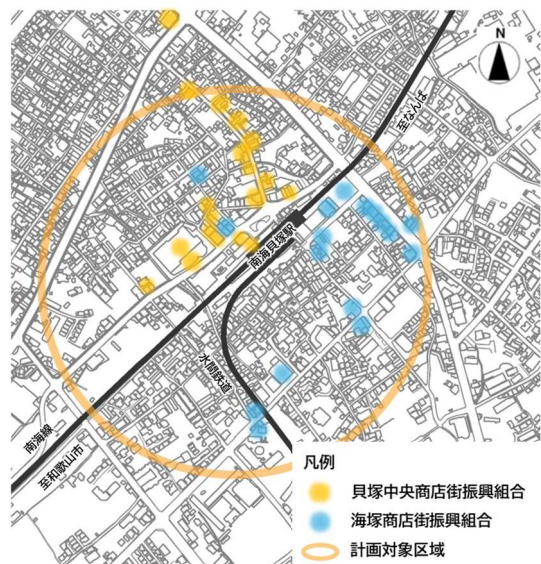 N
至なんば
南海貝塚駅
水間鉄道
南海線
至和歌山市
凡例
貝塚中央商店街振興組合
海塚商店街振興組合
計画対象区域